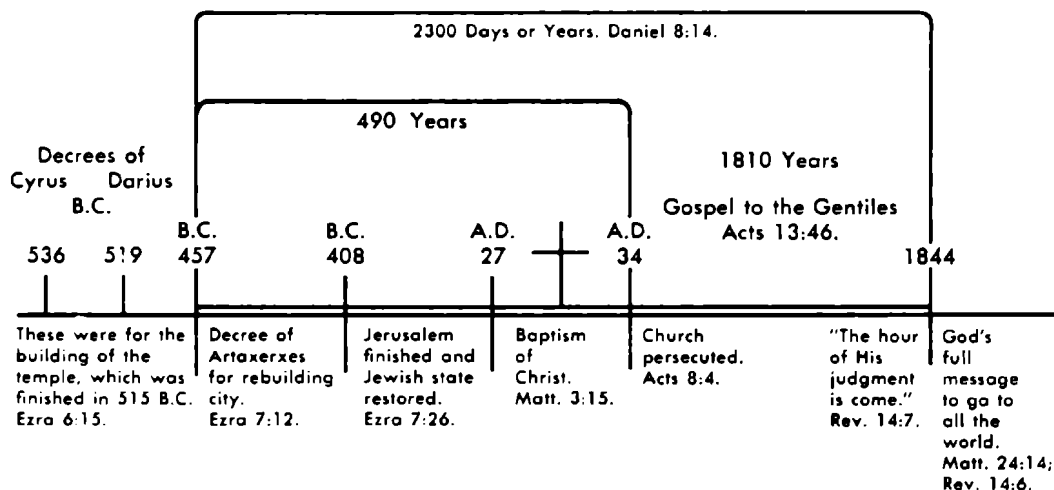 2300 Days or Years. Daniel 8:14.
490 Years
Decrees of
Cyrus Darius
B.C.
536 519
B.C.
457
B.C.
408
A.D.
27
A.D.
34
1810 Years
Gospel to the Gentiles
Acts 13:46.
1844
These were for the
building of the
temple, which was
finished in 515 B.C.
Ezra 6:15.
Decree of
Artaxerxes
for rebuilding
city.
Ezra 7:12.
Jerusalem
finished and
Jewish state
restored.
Ezra 7:26.
Baptism
of
Christ.
Matt. 3:15.
Church
persecuted.
Acts 8:4.
"The hour
of His
judgment
is come."
Rev. 14:7.
God's
full
message
to go to
all the
world.
Matt. 24:14;
Rev. 14:6.